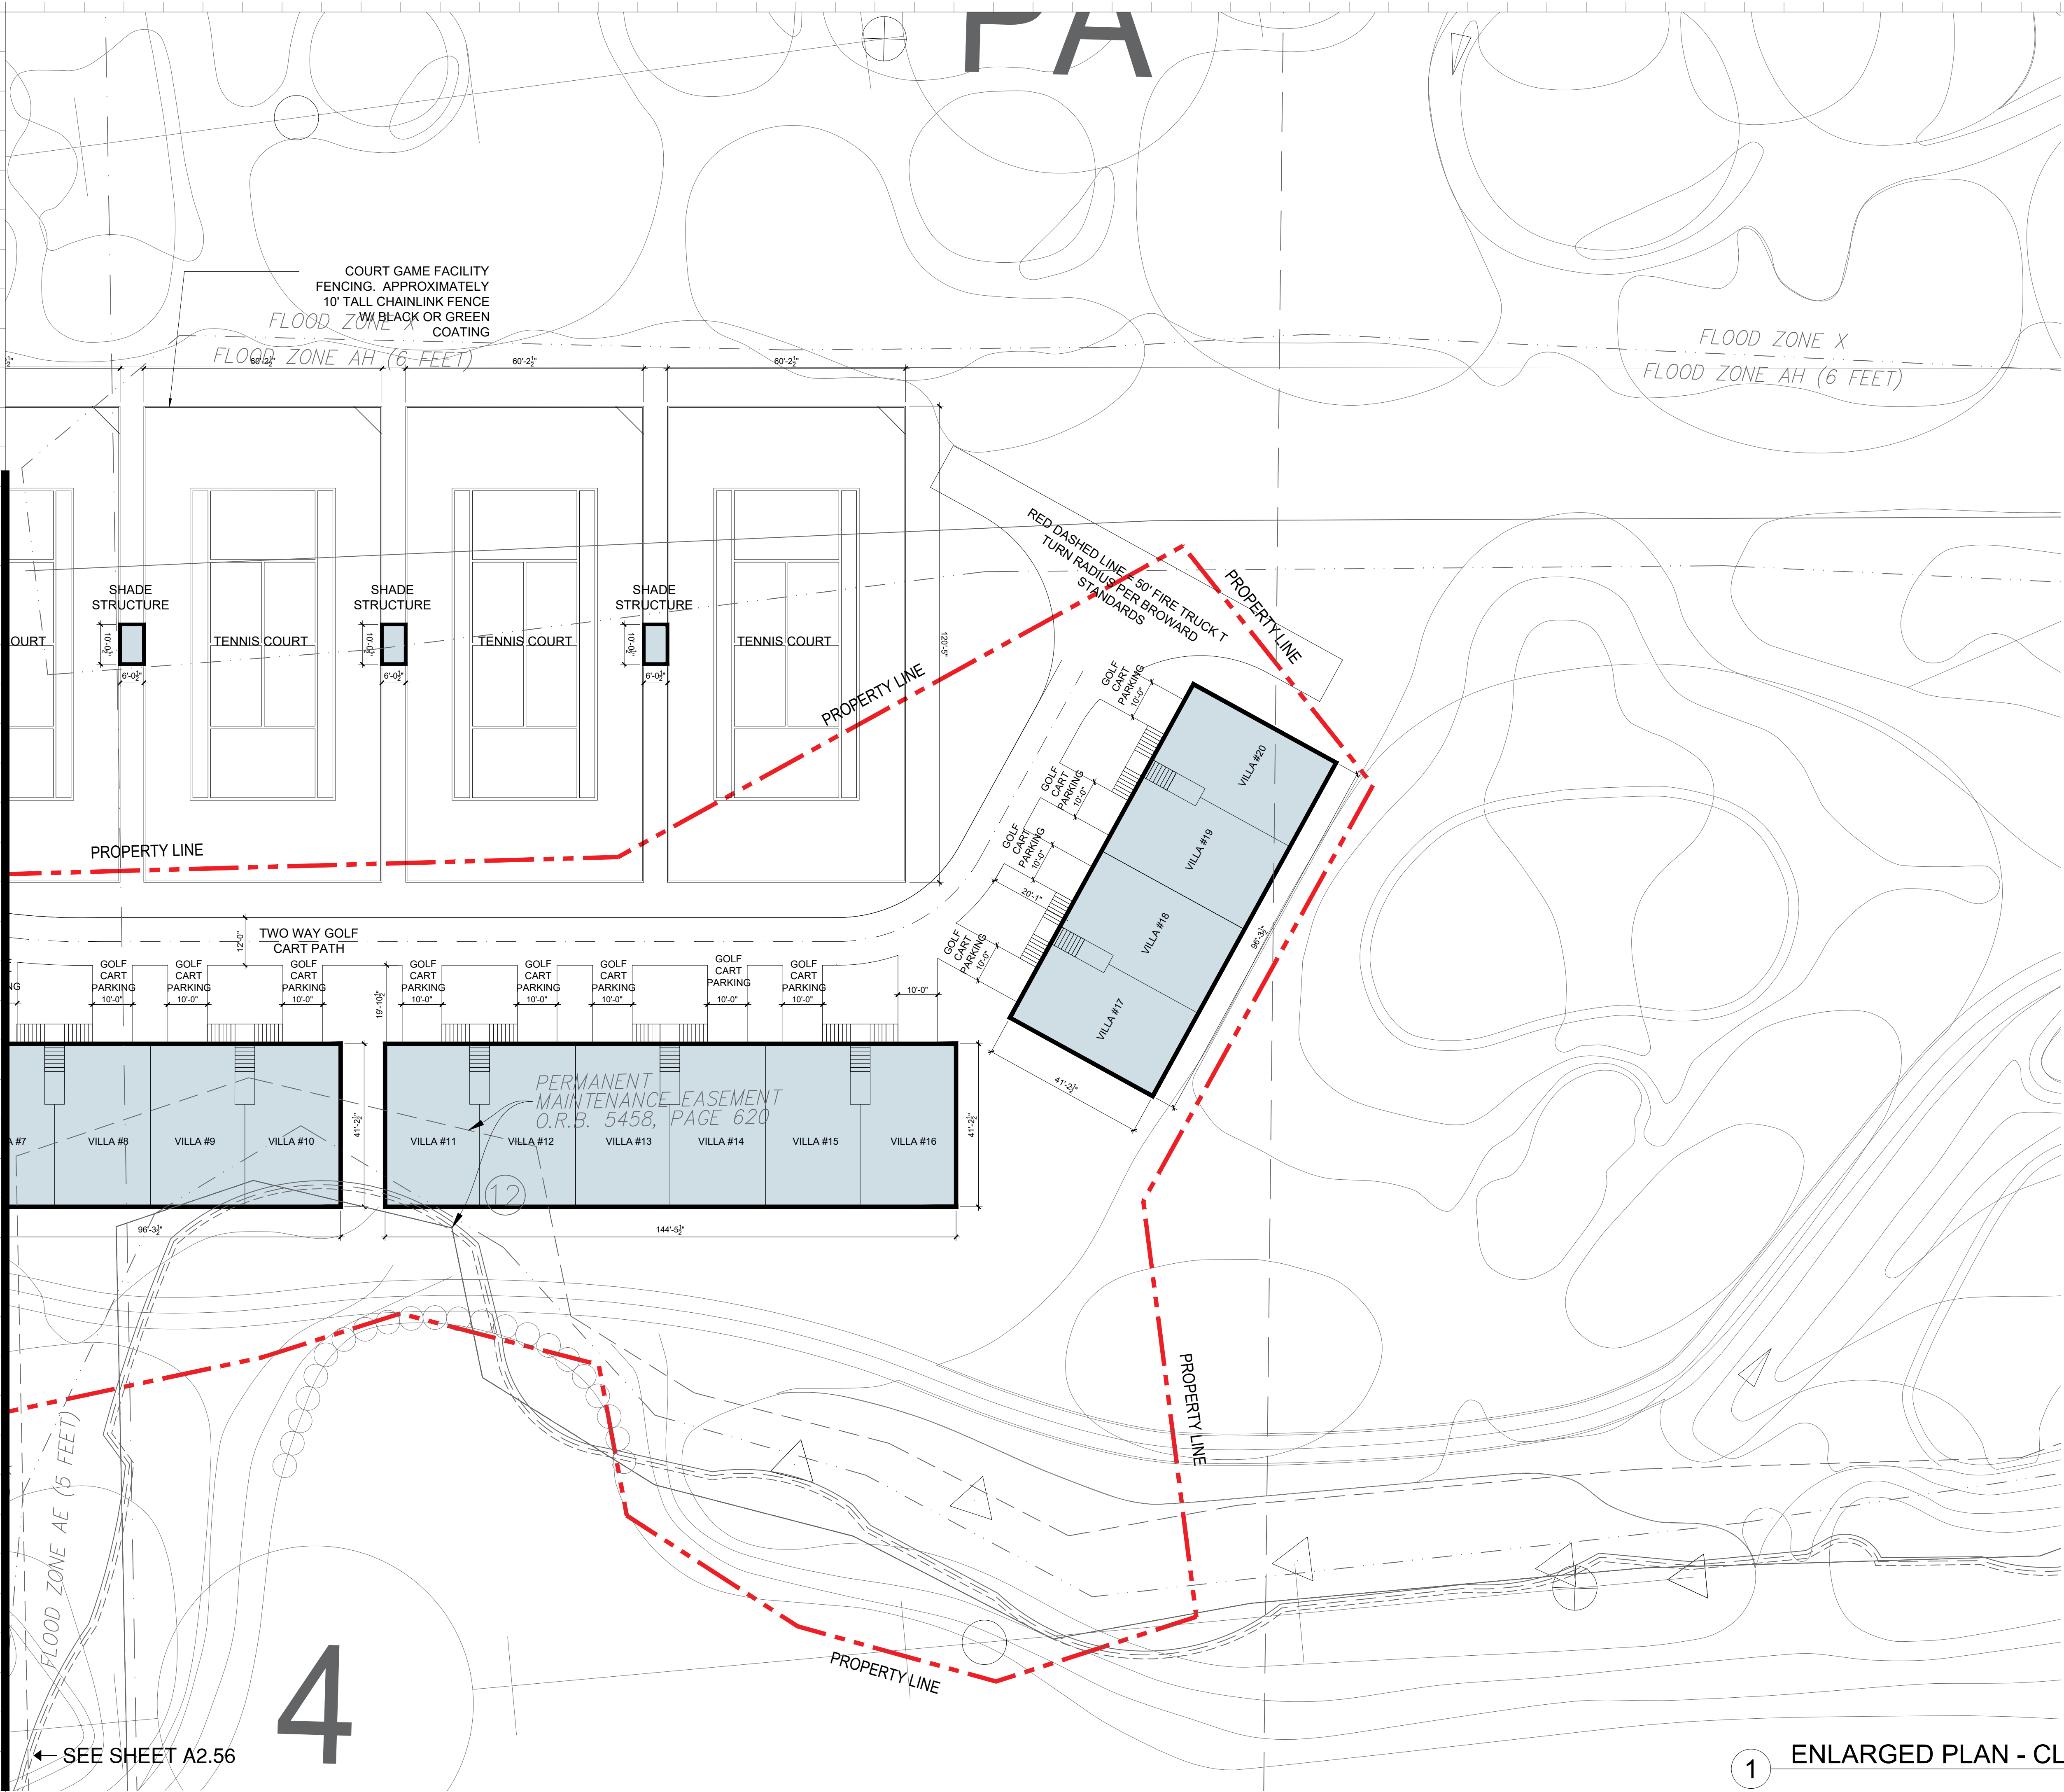 PA
COURT GAME FACILITY
FENCING. APPROXIMATELY
10' TALL CHAINLINK FENCE
W/ BLACK OR GREEN
COATING
FLOOD ZONE X
FLOOD ZONE AH (6 FEET)
FLOOD ZONE X
FLOOD ZONE AH (6 FEET)
60'-2½"
60'-2½"
60'-2½"
120'-5"
RED DASHED LINE = 50' FIRE TRUCK T
TURN RADIUS PER BROWARD
STANDARDS
PROPERTY LINE
SHADE
STRUCTURE
SHADE
STRUCTURE
SHADE
STRUCTURE
10'-0½"
10'-0½"
10'-0½"
6'-0½"
6'-0½"
6'-0½"
OURT
TENNIS COURT
TENNIS COURT
TENNIS COURT
PROPERTY LINE
PROPERTY LINE
GOLF
CART
PARKING
10'-0"
GOLF
CART
PARKING
10'-0"
GOLF
CART
PARKING
10'-0"
20'-1"
GOLF
CART
PARKING
10'-0"
VILLA #20
VILLA #19
VILLA #18
VILLA #17
96'-3½"
41'-2½"
12'-0"
TWO WAY GOLF
CART PATH
NG
GOLF
CART
PARKING
10'-0"
GOLF
CART
PARKING
10'-0"
GOLF
CART
PARKING
10'-0"
19'-10½"
GOLF
CART
PARKING
10'-0"
GOLF
CART
PARKING
10'-0"
GOLF
CART
PARKING
10'-0"
GOLF
CART
PARKING
10'-0"
GOLF
CART
PARKING
10'-0"
10'-0"
PERMANENT
MAINTENANCE EASEMENT
O.R.B. 5458, PAGE 620
A #7
VILLA #8
VILLA #9
VILLA #10
41'-2½"
VILLA #11
VILLA #12
VILLA #13
VILLA #14
VILLA #15
VILLA #16
41'-2½"
12
96'-3½"
144'-5½"
PROPERTY LINE
FLOOD ZONE AE (5 FEET)
PROPERTY LINE
4
SEE SHEET A2.56
1
ENLARGED PLAN - CL